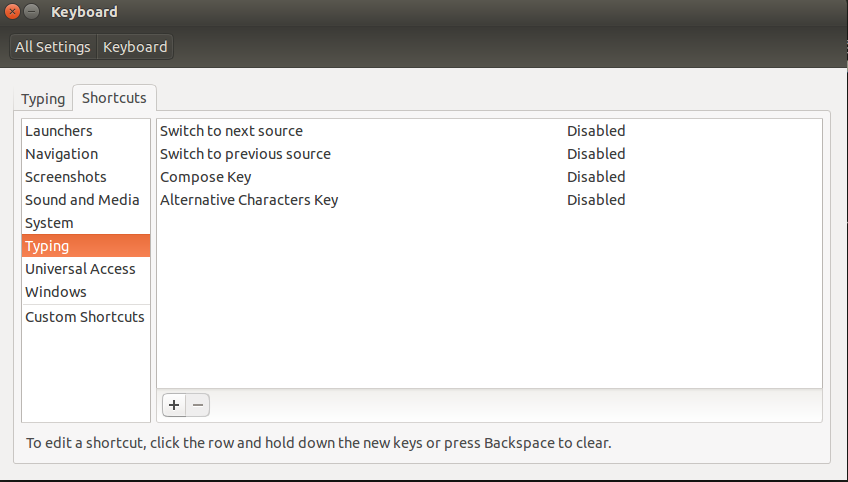 Keyboard
All Settings Keyboard
Typing Shortcuts
Launchers
Navigation
Screenshots
Sound and Media
System
Typing
Universal Access
Windows
Custom Shortcuts
Switch to next source Disabled
Switch to previous source Disabled
Compose Key Disabled
Alternative Characters Key Disabled
To edit a shortcut, click the row and hold down the new keys or press Backspace to clear.